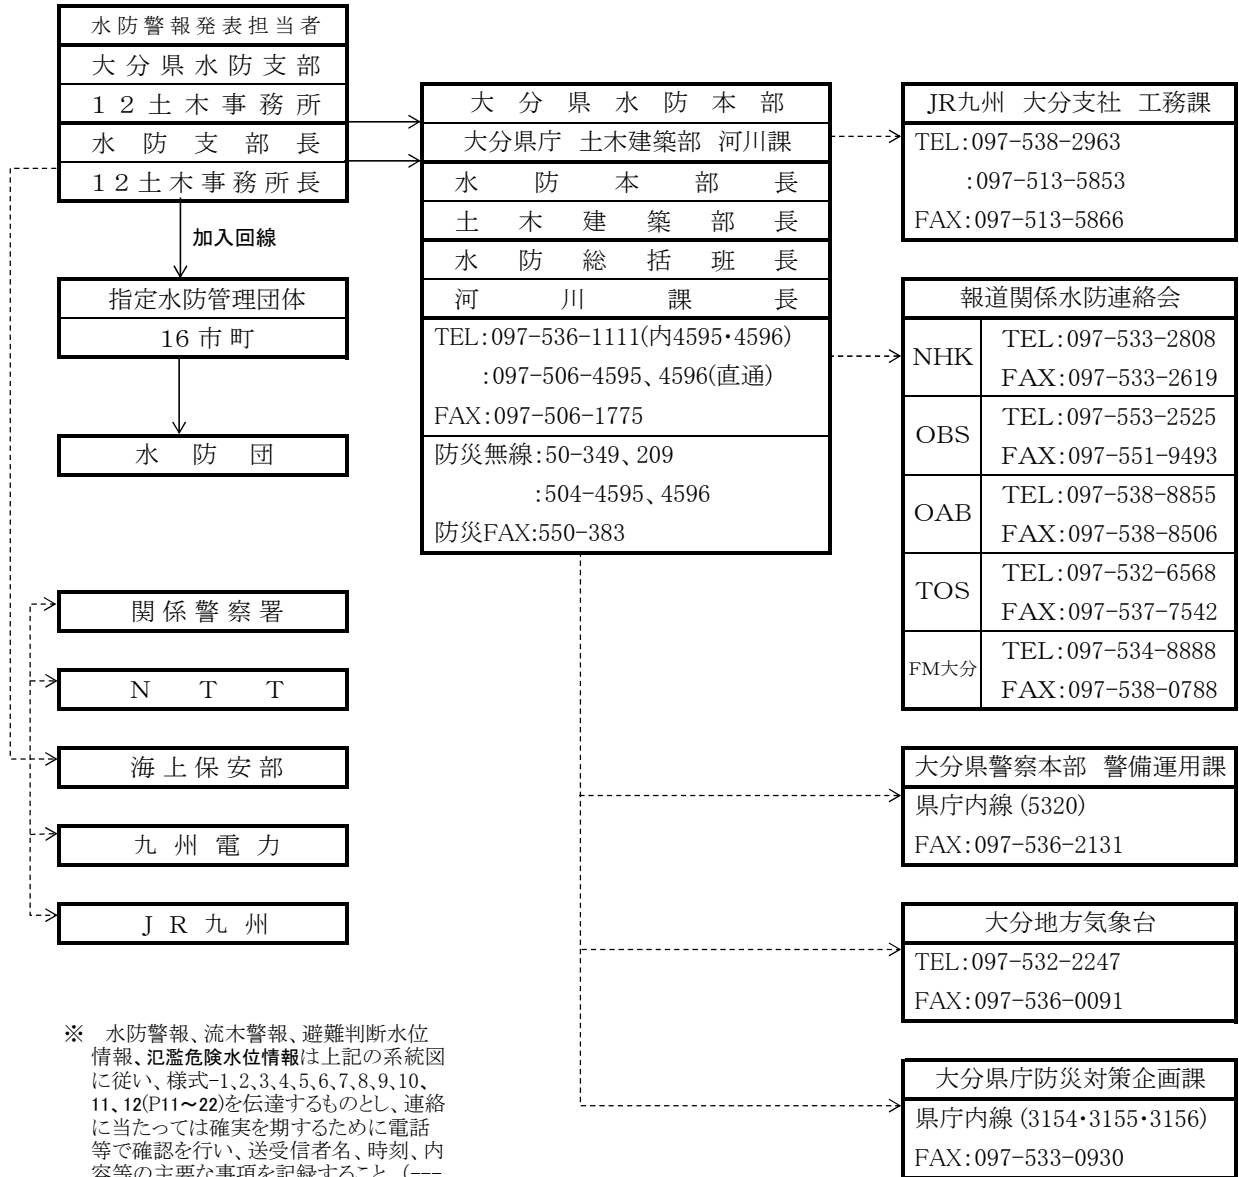 水防警報発表担当者
大分県水防支部
12土木事務所
水防支部長
12土木事務所長
加入回線
指定水防管理団体
16市町
水防団
関係警察署
NTT
海上保安部
九州電力
JR九州
※　水防警報、流木警報、避難判断水位
情報、氾濫危険水位情報は上記の系統図
に従い、様式-1,2,3,4,5,6,7,8,9,10、
11、12(P11～22)を伝達するものとし、連絡
に当たっては確実を期するために電話
等で確認を行い、送受信者名、時刻、内
容等の主要な事項を記録すること。(---
大分県水防本部
大分県庁　土木建築部　河川課
水防本部長
土木建築部長
水防総括班長
河川課長
TEL:097-536-1111(内4595・4596)
:097-506-4595、4596(直通)
FAX:097-506-1775
防災無線:50-349、209
:504-4595、4596
防災FAX:550-383
JR九州　大分支社　工務課
TEL:097-538-2963
:097-513-5853
FAX:097-513-5866
報道関係水防連絡会
NHK
TEL:097-533-2808
FAX:097-533-2619
OBS
TEL:097-553-2525
FAX:097-551-9493
OAB
TEL:097-538-8855
FAX:097-538-8506
TOS
TEL:097-532-6568
FAX:097-537-7542
FM大分
TEL:097-534-8888
FAX:097-538-0788
大分県警察本部　警備運用課
県庁内線 (5320)
FAX:097-536-2131
大分地方気象台
TEL:097-532-2247
FAX:097-536-0091
大分県庁防災対策企画課
県庁内線 (3154・3155・3156)
FAX:097-533-0930